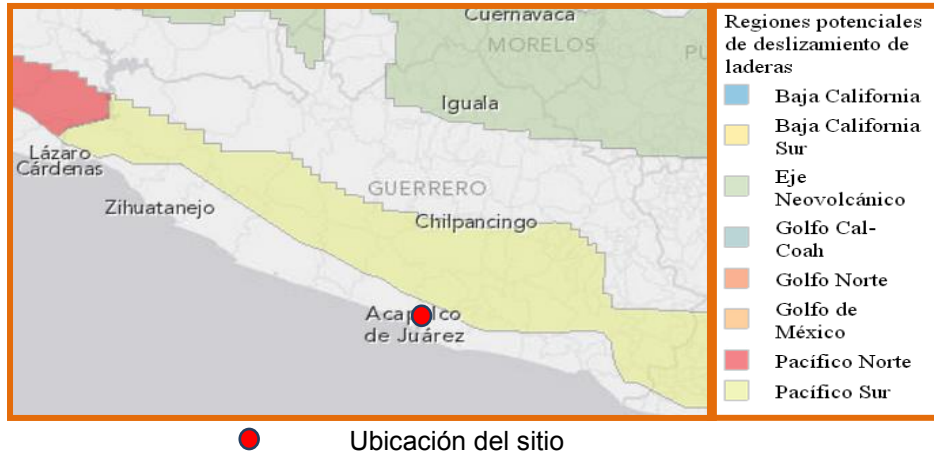 Cuernavaca
MORELOS
PU
Iguala
Lázaro
Cárdenas
GUERRERO
Zihuatanejo
Chilpancingo
Acapulco
de Juárez
Regiones potenciales
de deslizamiento de
laderas
Baja California
Baja California
Sur
Eje
Neovolcánico
Golfo Cal-
Coah
Golfo Norte
Golfo de
México
Pacífico Norte
Pacífico Sur
Ubicación del sitio